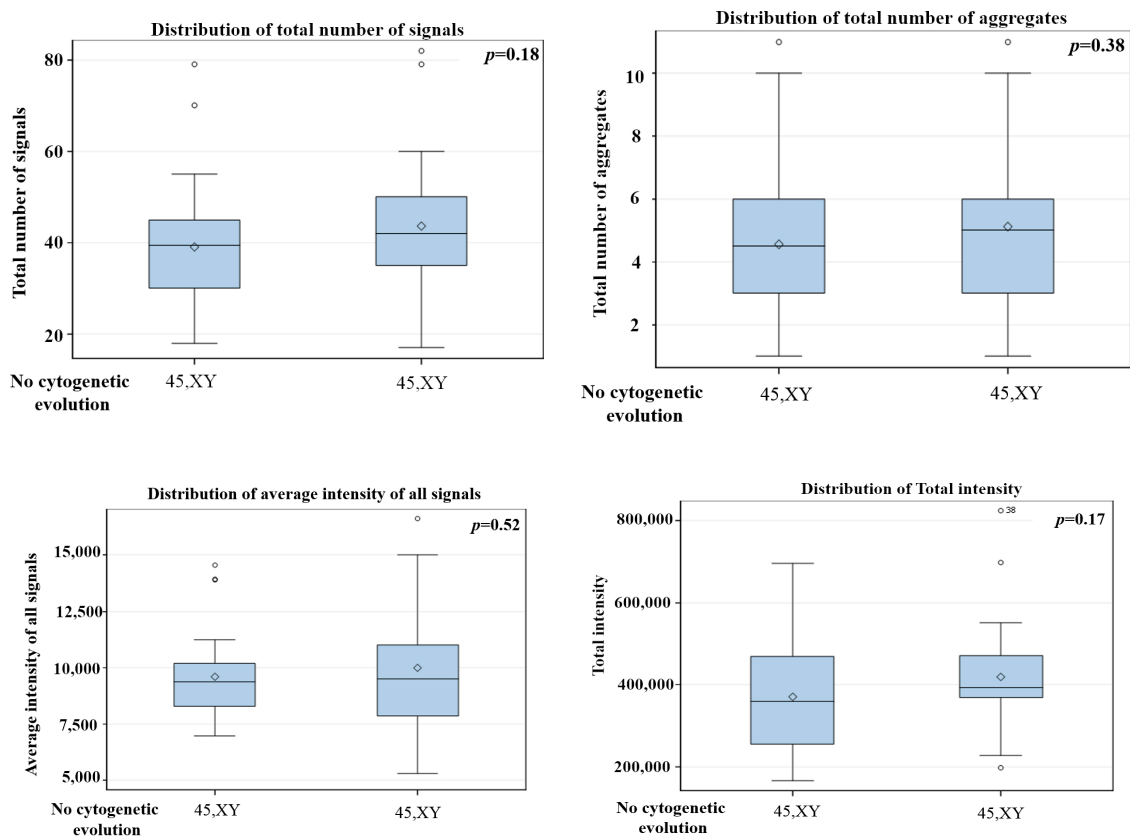 Distribution of total number of signals
p=0.18
Total number of signals
80
60
40
20
No cytogenetic
evolution
45,XY
45,XY
Distribution of total number of aggregates
p=0.38
Total number of aggregates
10
8
6
4
2
No cytogenetic
evolution
45,XY
45,XY
Distribution of average intensity of all signals
p=0.52
Average intensity of all signals
15,000
12,500
10,000
7,500
5,000
No cytogenetic
evolution
45,XY
45,XY
Distribution of Total intensity
p=0.17
38
Total intensity
800,000
600,000
400,000
200,000
No cytogenetic
evolution
45,XY
45,XY